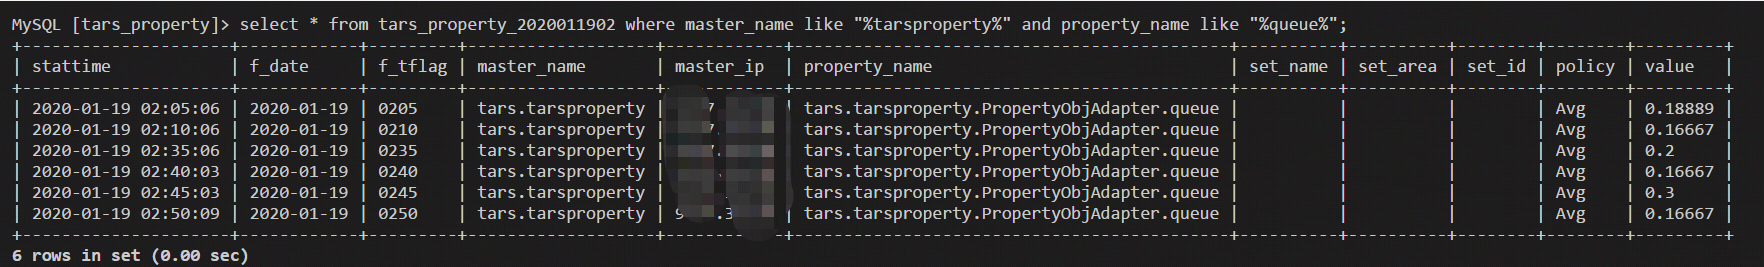 MySQL [tars_property]> select * from tars_property_2020011902 where master_name like "%tarsproperty%" and property_name like "%queue%";
| stattime | f_date | f_tflag | master_name | master_ip | property_name | set_name | set_area | set_id | policy | value |
| 2020-01-19 02:05:06 | 2020-01-19 | 0205 | tars.tarsproperty | | tars.tarsproperty.PropertyObjAdapter.queue | | | | Avg | 0.18889 |
| 2020-01-19 02:10:06 | 2020-01-19 | 0210 | tars.tarsproperty | | tars.tarsproperty.PropertyObjAdapter.queue | | | | Avg | 0.16667 |
| 2020-01-19 02:35:06 | 2020-01-19 | 0235 | tars.tarsproperty | | tars.tarsproperty.PropertyObjAdapter.queue | | | | Avg | 0.2 |
| 2020-01-19 02:40:03 | 2020-01-19 | 0240 | tars.tarsproperty | | tars.tarsproperty.PropertyObjAdapter.queue | | | | Avg | 0.16667 |
| 2020-01-19 02:45:03 | 2020-01-19 | 0245 | tars.tarsproperty | | tars.tarsproperty.PropertyObjAdapter.queue | | | | Avg | 0.3 |
| 2020-01-19 02:50:09 | 2020-01-19 | 0250 | tars.tarsproperty | | tars.tarsproperty.PropertyObjAdapter.queue | | | | Avg | 0.16667 |
6 rows in set (0.00 sec)